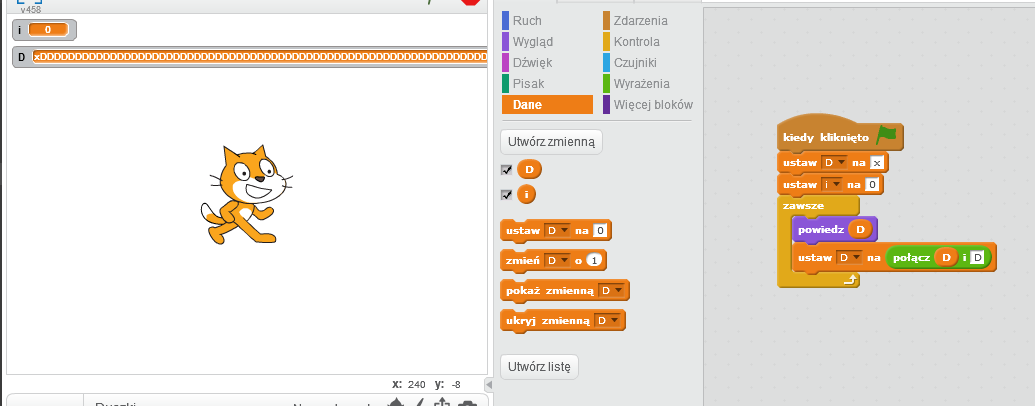 v458
i 0
D xDDDDDDDDDDDDDDDDDDDDDDDDDDDDDDDDDDDDDDDDDDDDDDDDDDDDDDDDDDDD
x: 240 y: -8
Duszki
Ruch
Wygląd
Dźwięk
Pisak
Dane
Zdarzenia
Kontrola
Czujniki
Wyrażenia
Więcej bloków
Utwórz zmienną
D
i
ustaw D na 0
zmień D o 1
pokaż zmienną D
ukryj zmienną D
Utwórz listę
kiedy kliknięto
ustaw D na x
ustaw i na 0
zawsze
powiedz D
ustaw D na połącz D i D